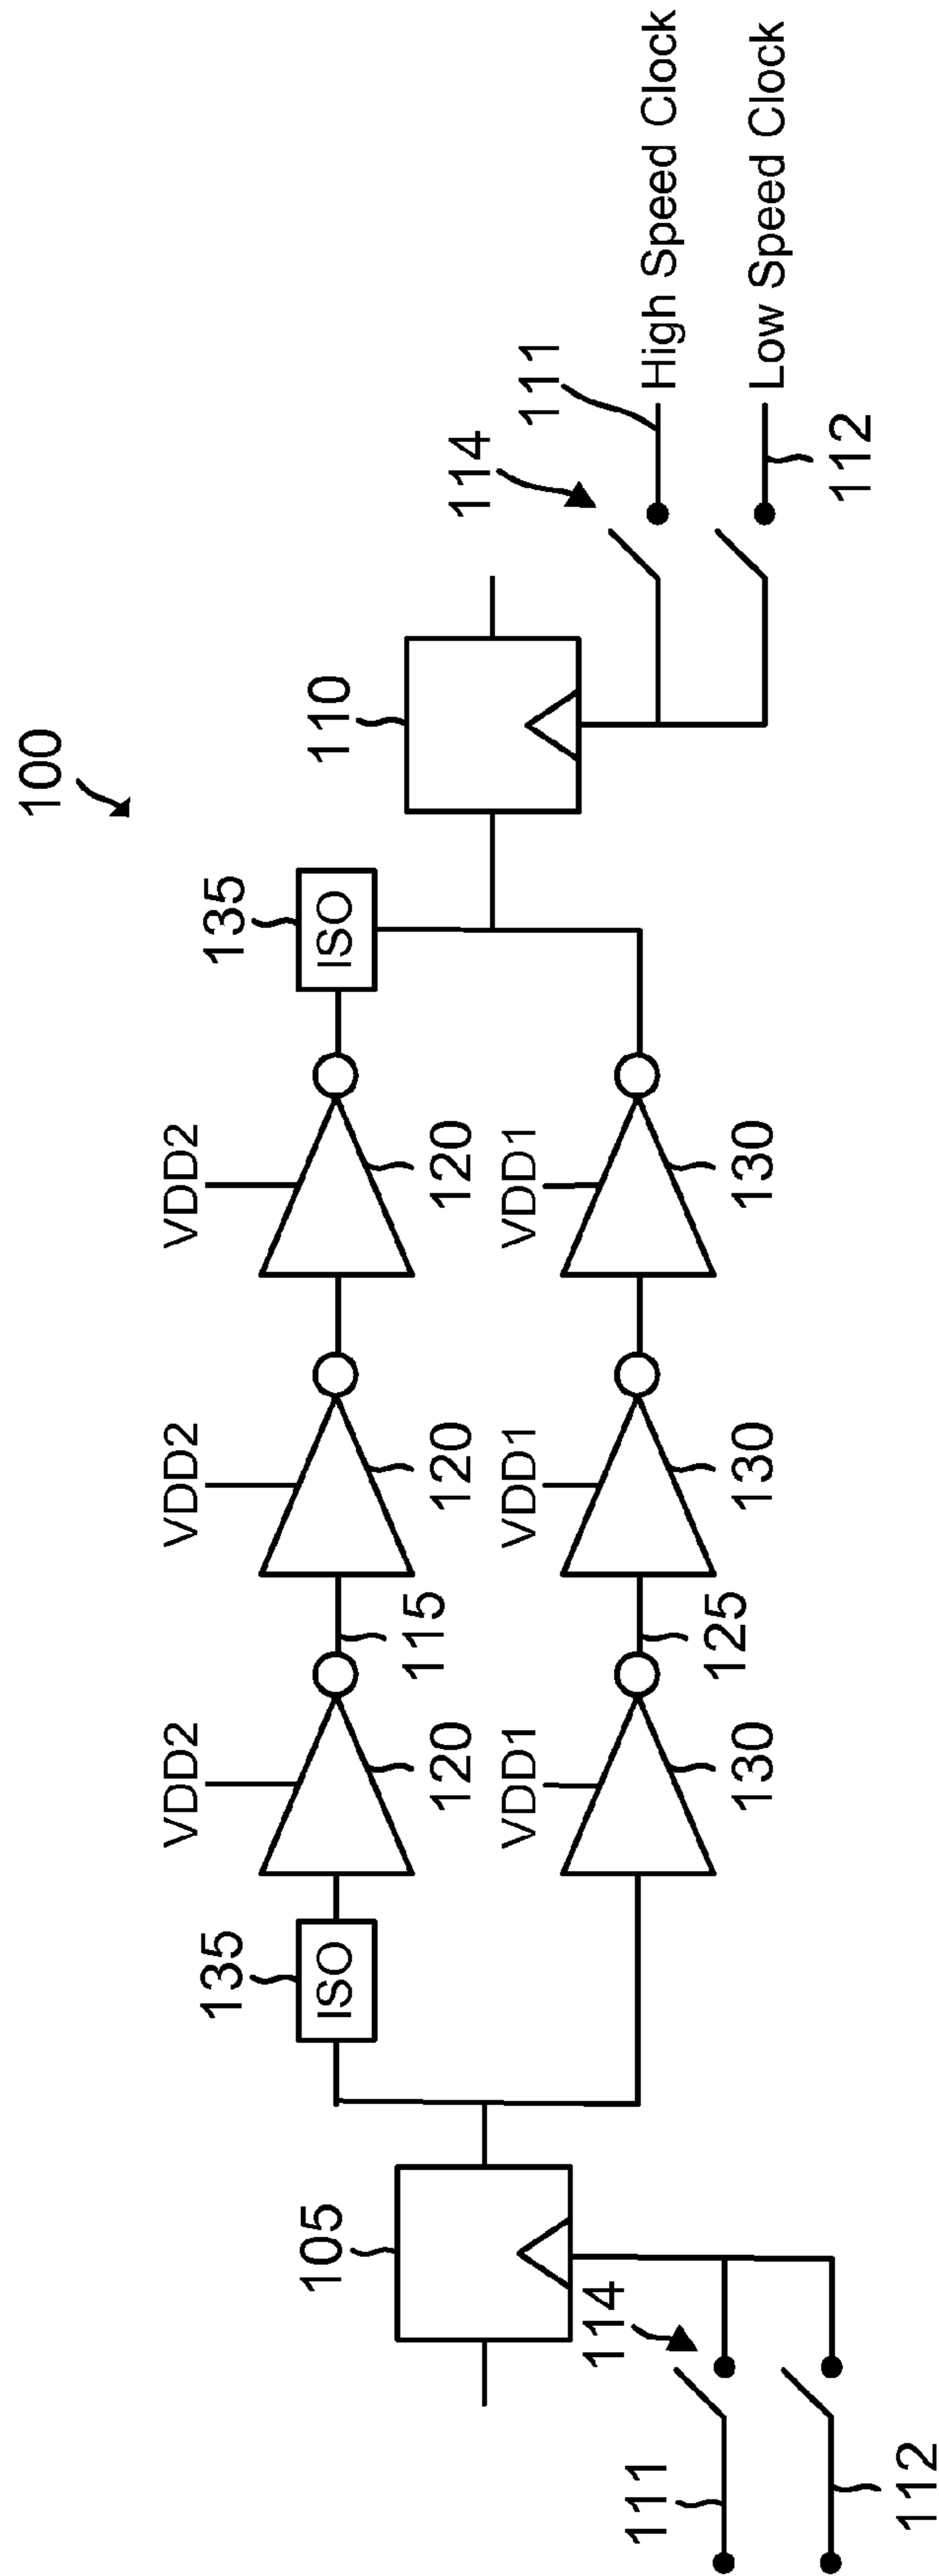 100
135
135
VDD2
VDD2
VDD2
ISO
ISO
120
120
120
115
105
110
VDD1
VDD1
VDD1
130
130
130
125
114
114
111
High Speed Clock
111
112
Low Speed Clock
112